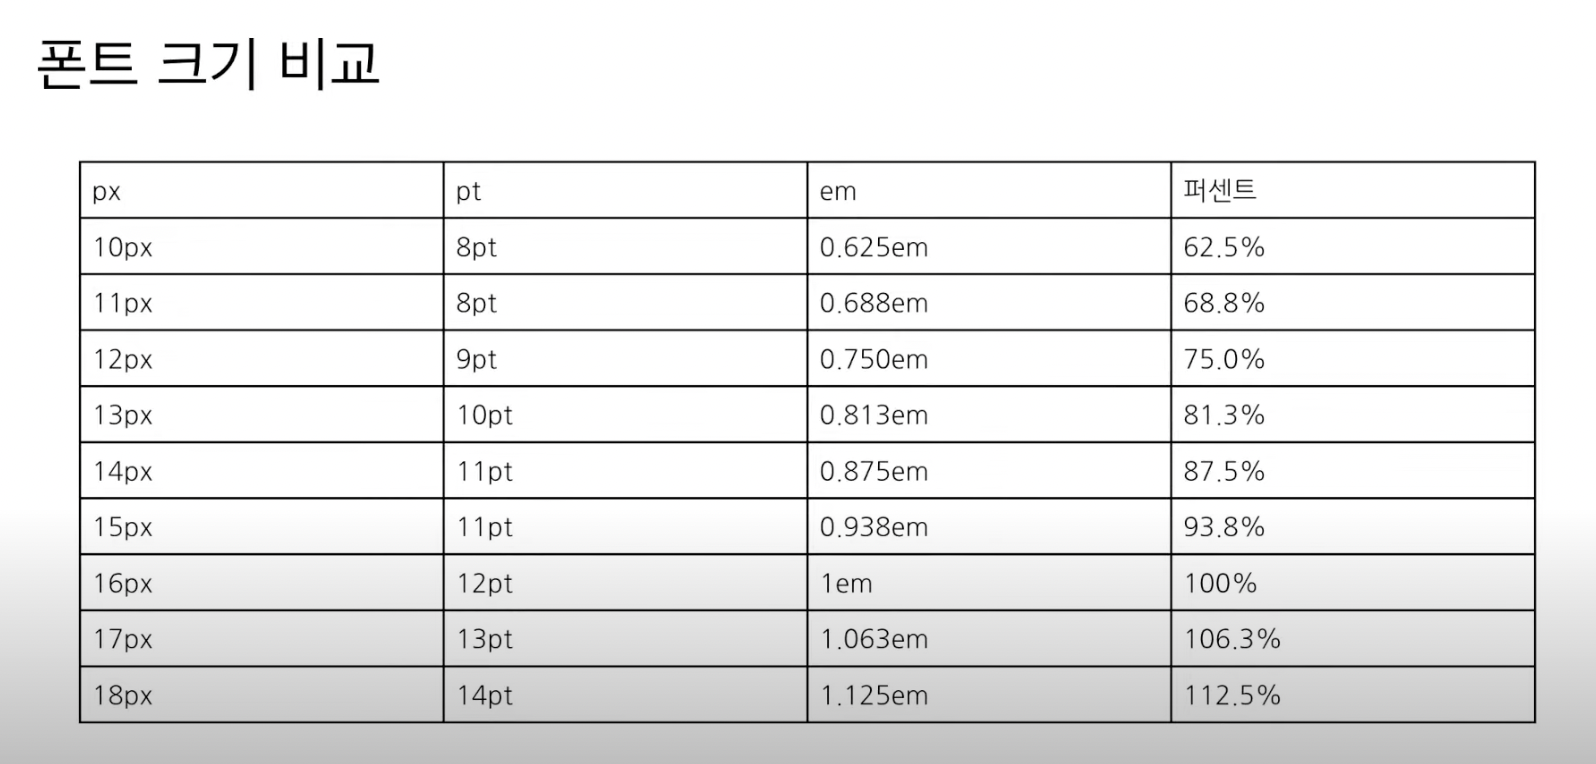 폰트 크기 비교
px pt em 퍼센트
10px 8pt 0.625em 62.5%
11px 8pt 0.688em 68.8%
12px 9pt 0.750em 75.0%
13px 10pt 0.813em 81.3%
14px 11pt 0.875em 87.5%
15px 11pt 0.938em 93.8%
16px 12pt 1em 100%
17px 13pt 1.063em 106.3%
18px 14pt 1.125em 112.5%